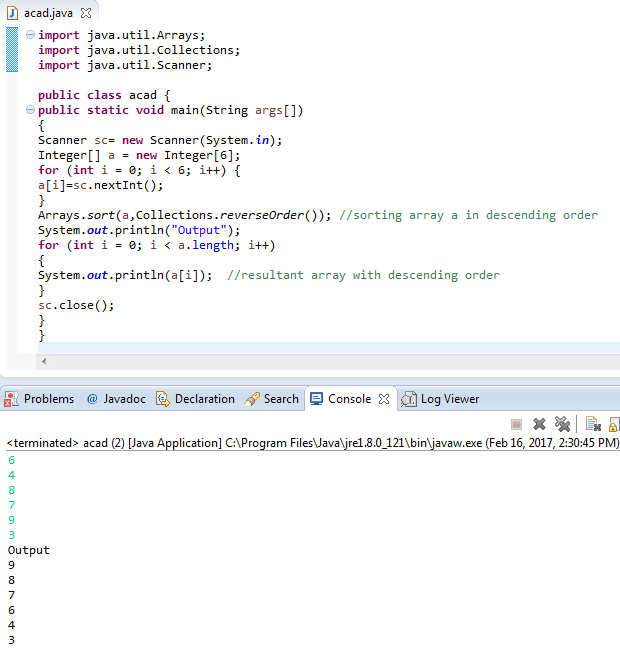 acad.java
import java.util.Arrays;
import java.util.Collections;
import java.util.Scanner;
public class acad {
public static void main(String args[])
{
Scanner sc= new Scanner(System.in);
Integer[] a = new Integer[6];
for (int i = 0; i < 6; i++) {
a[i]=sc.nextInt();
}
Arrays.sort(a,Collections.reverseOrder()); //sorting array a in descending order
System.out.println("Output");
for (int i = 0; i < a.length; i++)
{
System.out.println(a[i]);  //resultant array with descending order
}
sc.close();
}
}
Problems @ Javadoc Declaration Search Console Log Viewer
<terminated> acad (2) [Java Application] C:\Program Files\Java\jre1.8.0_121\bin\javaw.exe (Feb 16, 2017, 2:30:45 PM)
6
4
8
7
9
3
Output
9
8
7
6
4
3